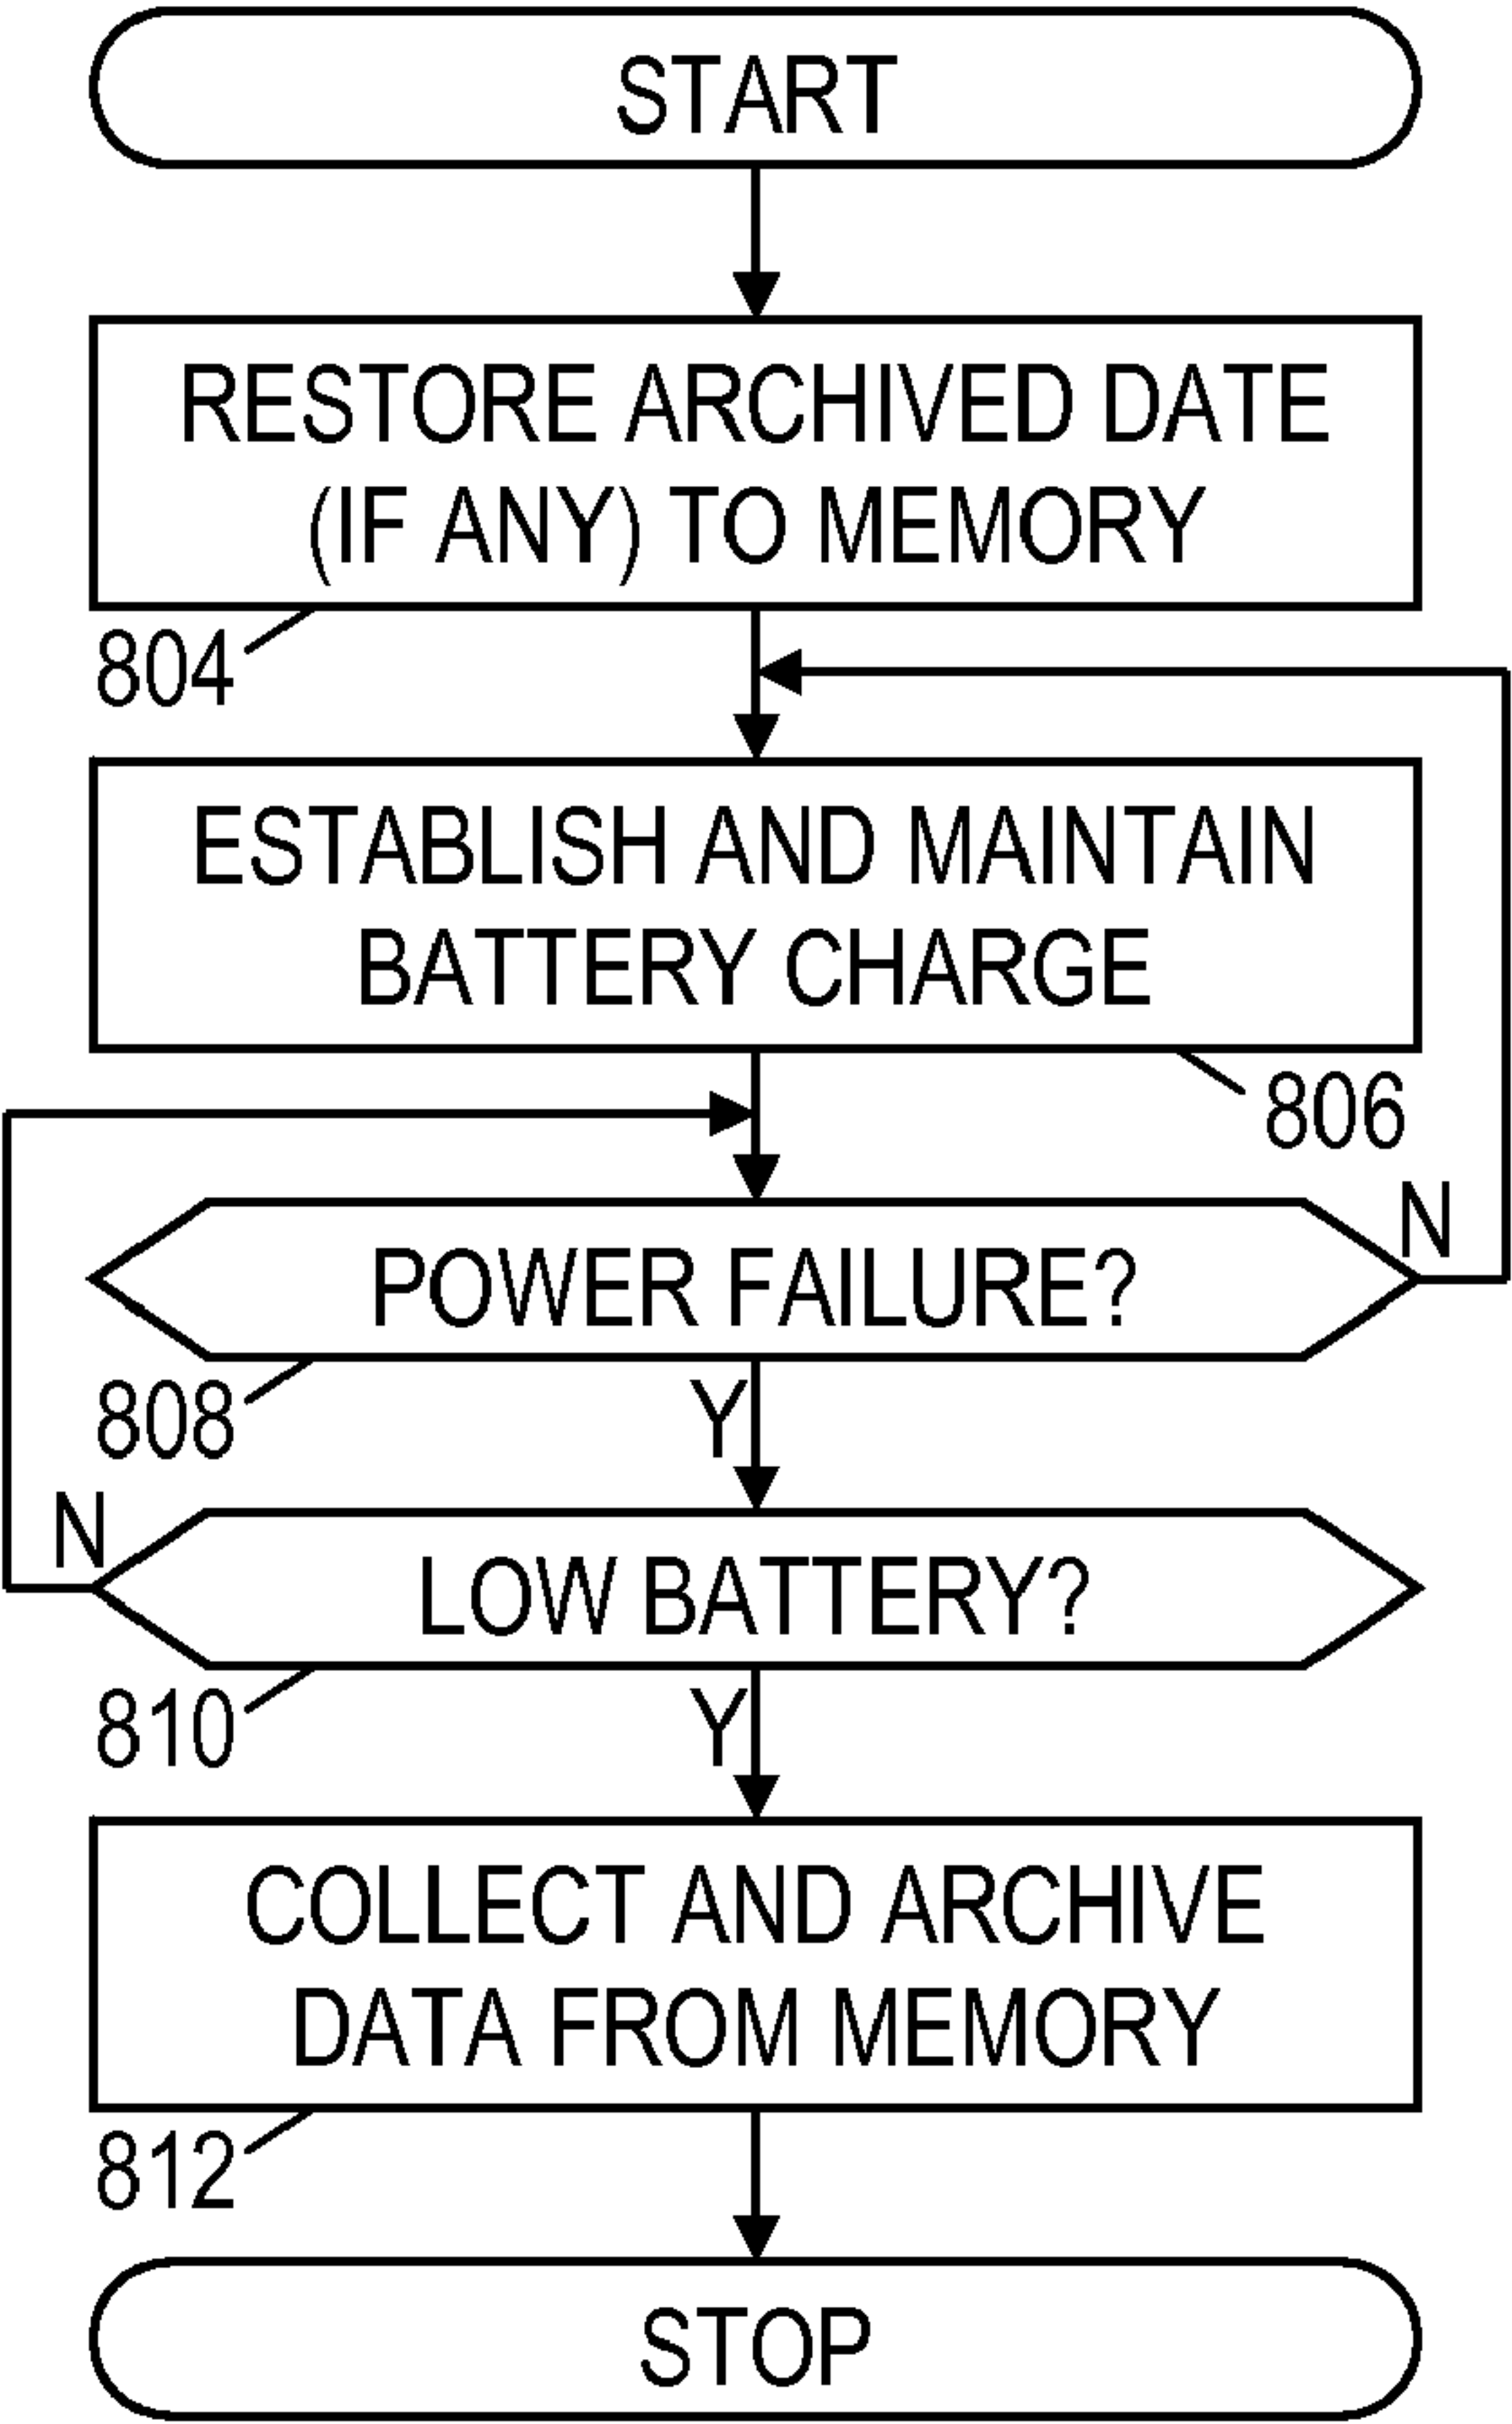 START
RESTORE ARCHIVED DATE
(IF ANY) TO MEMORY
804
ESTABLISH AND MAINTAIN
BATTERY CHARGE
806
POWER FAILURE?
N
808
Y
N
LOW BATTERY?
810
Y
COLLECT AND ARCHIVE
DATA FROM MEMORY
812
STOP